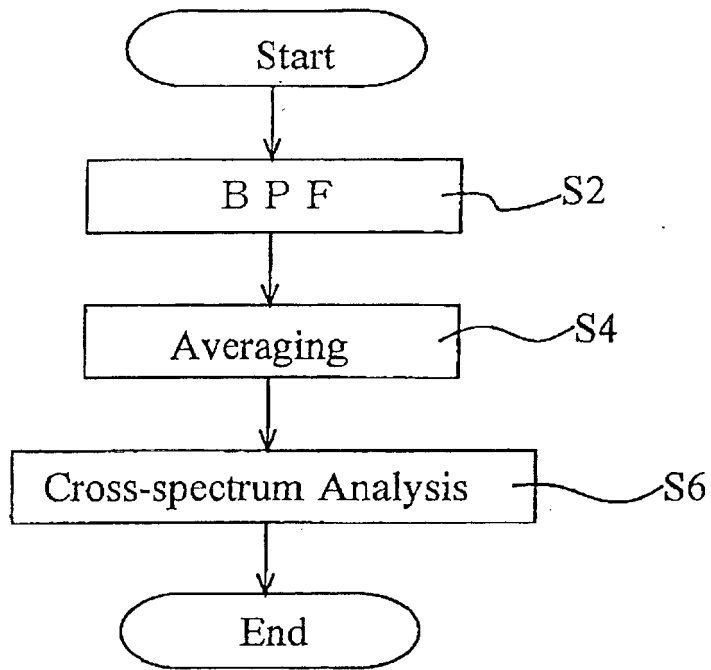 Start
B P F
S2
Averaging
S4
Cross-spectrum Analysis
S6
End